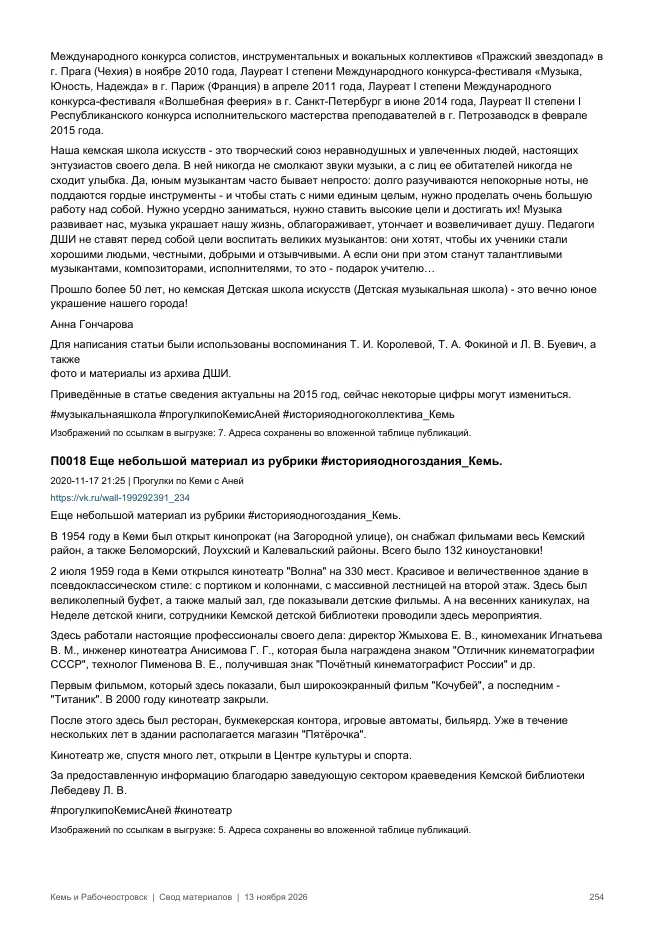 Международного конкурса солистов, инструментальных и вокальных коллективов «Пражский звездопад» в
г. Прага (Чехия) в ноябре 2010 года, Лауреат I степени Международного конкурса-фестиваля «Музыка,
Юность, Надежда» в г. Париж (Франция) в апреле 2011 года, Лауреат I степени Международного
конкурса-фестиваля «Волшебная феерия» в г. Санкт-Петербург в июне 2014 года, Лауреат II степени I
Республиканского конкурса исполнительского мастерства преподавателей в г. Петрозаводск в феврале
2015 года.
Наша кемская школа искусств - это творческий союз неравнодушных и увлеченных людей, настоящих
энтузиастов своего дела. В ней никогда не смолкают звуки музыки, а с лиц ее обитателей никогда не
сходит улыбка. Да, юным музыкантам часто бывает непросто: долго разучиваются непокорные ноты, не
поддаются гордые инструменты - и чтобы стать с ними единым целым, нужно проделать очень большую
работу над собой. Нужно усердно заниматься, нужно ставить высокие цели и достигать их! Музыка
развивает нас, музыка украшает нашу жизнь, облагораживает, утончает и возвеличивает душу. Педагоги
ДШИ не ставят перед собой цели воспитать великих музыкантов: они хотят, чтобы их ученики стали
хорошими людьми, честными, добрыми и отзывчивыми. А если они при этом станут талантливыми
музыкантами, композиторами, исполнителями, то это - подарок учителю…
Прошло более 50 лет, но кемская Детская школа искусств (Детская музыкальная школа) - это вечно юное
украшение нашего города!
Анна Гончарова
Для написания статьи были использованы воспоминания Т. И. Королевой, Т. А. Фокиной и Л. В. Буевич, а
также
фото и материалы из архива ДШИ.
Приведённые в статье сведения актуальны на 2015 год, сейчас некоторые цифры могут измениться.
#музыкальнаяшкола #прогулкипоКемисАней #историяодногоколлектива_Кемь
Изображений по ссылкам в выгрузке: 7. Адреса сохранены во вложенной таблице публикаций.
П0018 Еще небольшой материал из рубрики #историяодногоздания_Кемь.
2020-11-17 21:25 | Прогулки по Кеми с Аней
https://vk.ru/wall-199292391_234
Еще небольшой материал из рубрики #историяодногоздания_Кемь.
В 1954 году в Кеми был открыт кинопрокат (на Загородной улице), он снабжал фильмами весь Кемский
район, а также Беломорский, Лоухский и Калевальский районы. Всего было 132 киноустановки!
2 июля 1959 года в Кеми открылся кинотеатр "Волна" на 330 мест. Красивое и величественное здание в
псевдоклассическом стиле: с портиком и колоннами, с массивной лестницей на второй этаж. Здесь был
великолепный буфет, а также малый зал, где показывали детские фильмы. А на весенних каникулах, на
Неделе детской книги, сотрудники Кемской детской библиотеки проводили здесь мероприятия.
Здесь работали настоящие профессионалы своего дела: директор Жмыхова Е. В., киномеханик Игнатьева
В. М., инженер кинотеатра Анисимова Г. Г., которая была награждена знаком "Отличник кинематографии
СССР", технолог Пименова В. Е., получившая знак "Почётный кинематографист России" и др.
Первым фильмом, который здесь показали, был широкоэкранный фильм "Кочубей", а последним -
"Титаник". В 2000 году кинотеатр закрыли.
После этого здесь был ресторан, букмекерская контора, игровые автоматы, бильярд. Уже в течение
нескольких лет в здании располагается магазин "Пятёрочка".
Кинотеатр же, спустя много лет, открыли в Центре культуры и спорта.
За предоставленную информацию благодарю заведующую сектором краеведения Кемской библиотеки
Лебедеву Л. В.
#прогулкипоКемисАней #кинотеатр
Изображений по ссылкам в выгрузке: 5. Адреса сохранены во вложенной таблице публикаций.
Кемь и Рабочеостровск | Свод материалов | 13 ноября 2026
254